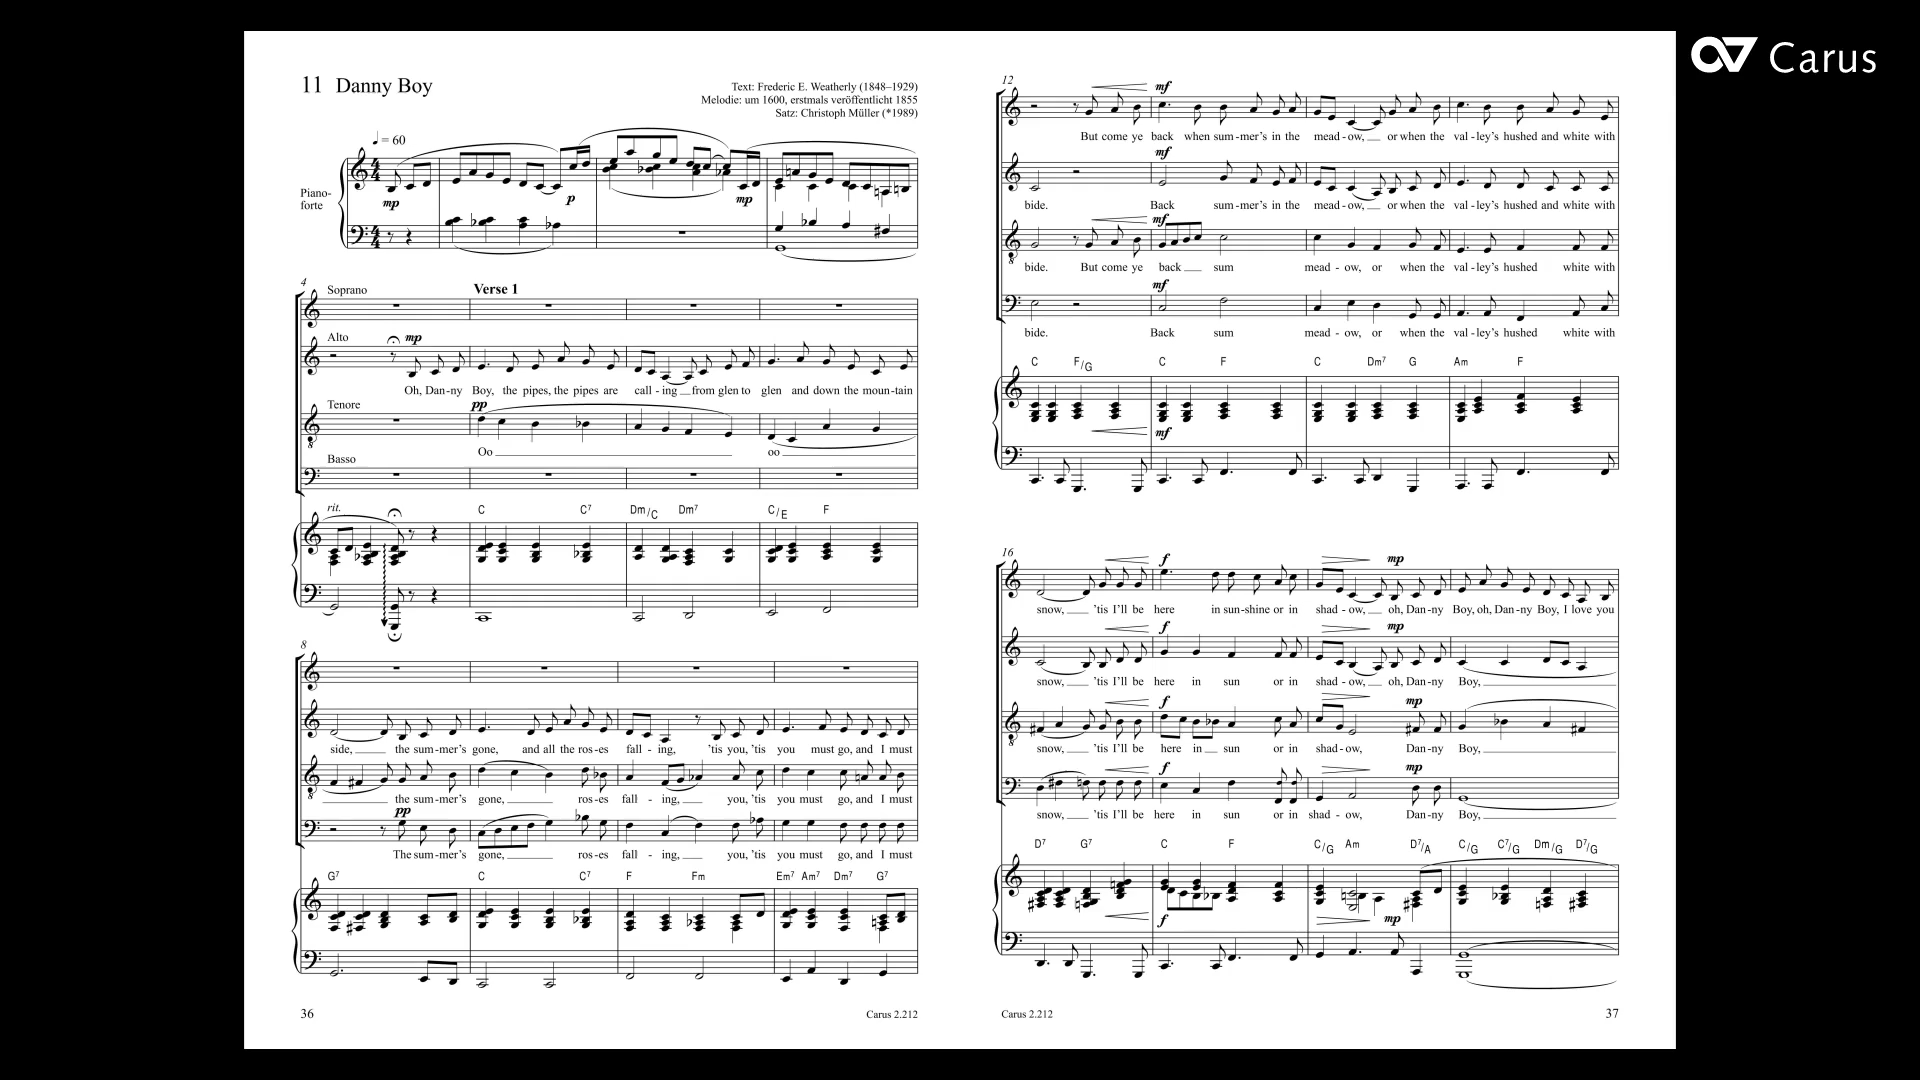 Carus
11 Danny Boy
Text: Frederic E. Weatherly (1848–1929)
Melodie: um 1600, erstmals veröffentlicht 1855
Satz: Christoph Müller (*1989)
♩ = 60
Piano-
forte
mp p mp
4
Soprano
Verse 1
Alto
mp
Oh, Dan-ny Boy, the pipes, the pipes are call - ing from glen to glen and down the moun-tain
Tenore
pp
Oo oo
Basso
rit.
C C7 Dm/C Dm7 C/E F
8
side, the sum-mer's gone, and all the ros-es fall - ing, 'tis you, 'tis you must go, and I must
the sum-mer's gone, ros-es fall - ing, you, 'tis you must go, and I must
pp
The sum-mer's gone, ros-es fall - ing, you, 'tis you must go, and I must
G7 C C7 F Fm Em7 Am7 Dm7 G7
36
Carus 2.212
12
mf
But come ye back when sum-mer's in the mead-ow, or when the val-ley's hushed and white with
mf
bide. Back sum-mer's in the mead-ow, or when the val-ley's hushed and white with
mf
bide. But come ye back sum mead - ow, or when the val-ley's hushed white with
mf
bide. Back sum mead - ow, or when the val-ley's hushed white with
C F/G C F C Dm7 G Am F
mf
16
f mp
snow, 'tis I'll be here in sun-shine or in shad-ow, oh, Dan-ny Boy, oh, Dan-ny Boy, I love you
f mp
snow, 'tis I'll be here in sun or in shad-ow, oh, Dan-ny Boy,
f mp
snow, 'tis I'll be here in sun or in shad-ow, Dan-ny Boy,
f mp
snow, 'tis I'll be here in sun or in shad-ow, Dan-ny Boy,
D7 G7 C F C/G Am D7/A C/G C7/G Dm/G D7/G
f mp
Carus 2.212
37